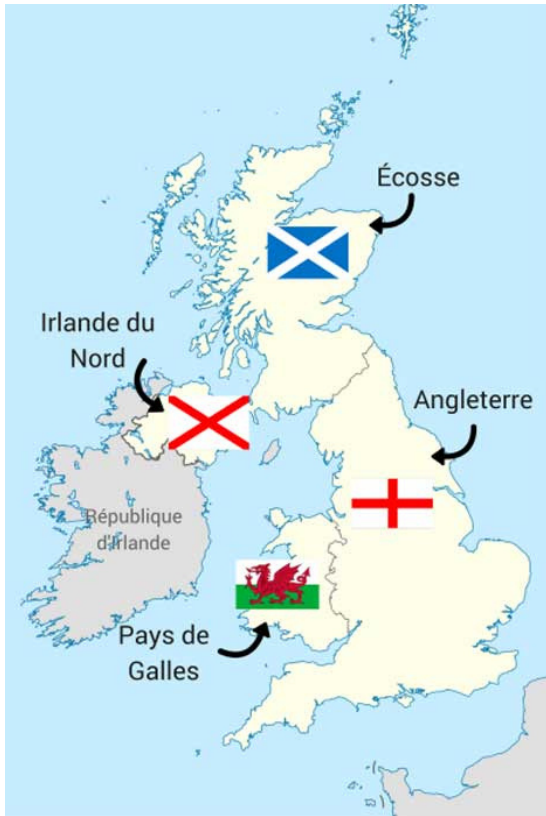 Écosse
Irlande du
Nord
Angleterre
République
d'Irlande
Pays de
Galles